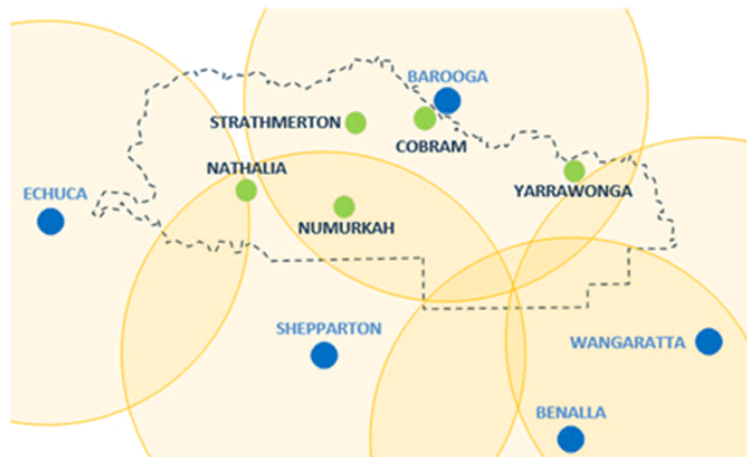 BAROOGA
STRATHMERTON
COBRAM
NATHALIA
ECHUCA
YARRAWONGA
NUMURKAH
SHEPPARTON
WANGARATTA
BENALLA